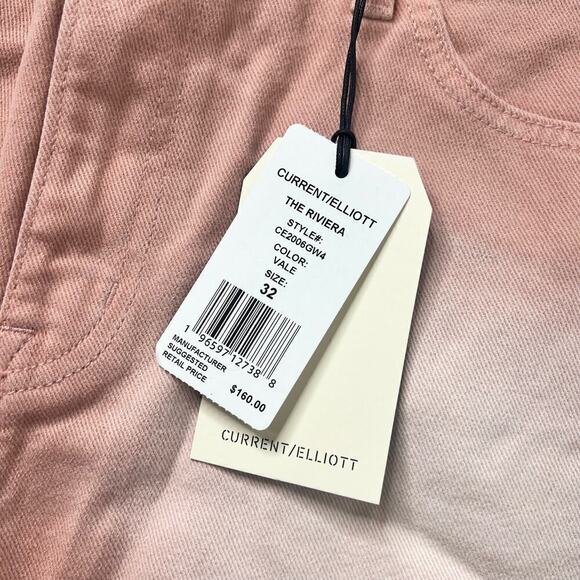 CURRENT/ELLIOTT
THE RIVIERA
STYLE#:
CE2006GW4
COLOR:
VALE
SIZE:
32
1 96597 12738 8
MANUFACTURER
SUGGESTED
RETAIL PRICE
$160.00
CURRENT/ELLIOTT